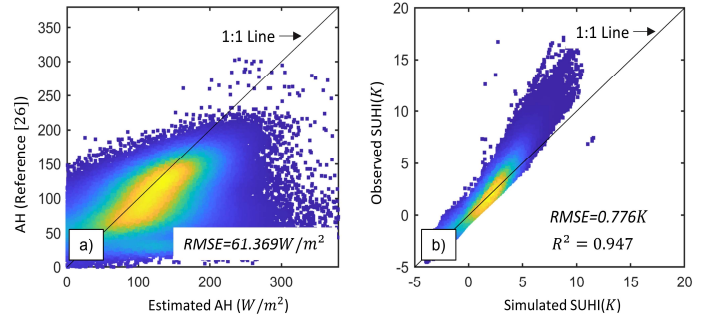 350
300
250
200
150
100
50
0
AH (Reference [26])
1:1 Line
a)
RMSE=61.369W/m²
0
100
200
300
Estimated AH (W/m²)
20
15
10
5
0
-5
Observed SUHI(K)
1:1 Line
b)
RMSE=0.776K
R² = 0.947
-5
0
5
10
15
20
Simulated SUHI(K)